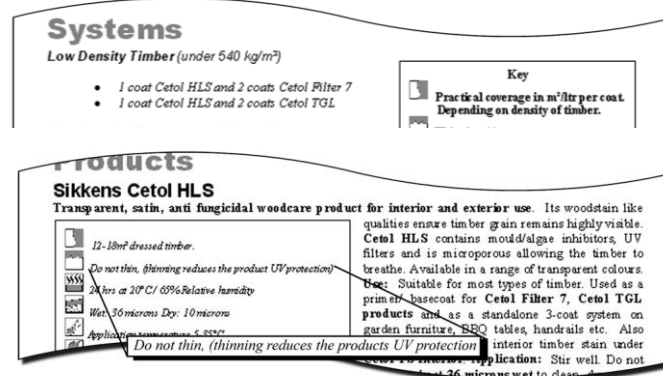 Systems
Low Density Timber (under 540 kg/m³)
• 1 coat Cetol HLS and 2 coats Cetol Filter 7
• 1 coat Cetol HLS and 2 coats Cetol TGL
Key
Practical coverage in m²/ltr per coat.
Depending on density of timber.
Products
Sikkens Cetol HLS
Transparent, satin, anti fungicidal woodcare product for interior and exterior use. Its woodstain like
qualities ensure timber grain remains highly visible.
Cetol HLS contains mould/algae inhibitors, UV
filters and is microporous allowing the timber to
breathe. Available in a range of transparent colours.
Use: Suitable for most types of timber. Used as a
primer/ basecoat for Cetol Filter 7, Cetol TGL
products and as a standalone 3-coat system on
garden furniture, BBQ tables, handrails etc. Also
interior timber stain under
Application: Stir well. Do not
36 microns wet to clean
12-18m² dressed timber.
Do not thin, (thinning reduces the product UV protection)
24 hrs at 20°C/ 65% Relative humidity
Wet: 36 microns Dry: 10 microns
Application temperature 5-35°C
Do not thin, (thinning reduces the products UV protection